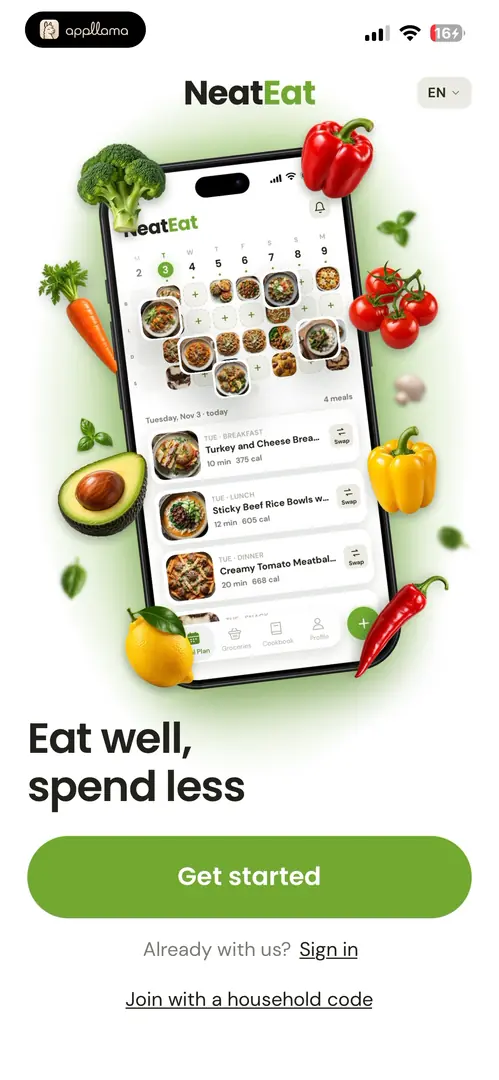 appllama
16
NeatEat
EN
NeatEat
T W T F S S M
2 3 4 5 6 7 8 9
Tuesday, Nov 3 · today
4 meals
TUE · BREAKFAST
Turkey and Cheese Brea...
10 min 375 cal
Swap
TUE · LUNCH
Sticky Beef Rice Bowls w...
12 min 605 cal
Swap
TUE · DINNER
Creamy Tomato Meatbal...
20 min 668 cal
Swap
Plan
Groceries
Cookbook
Profile
Eat well,
spend less
Get started
Already with us? Sign in
Join with a household code